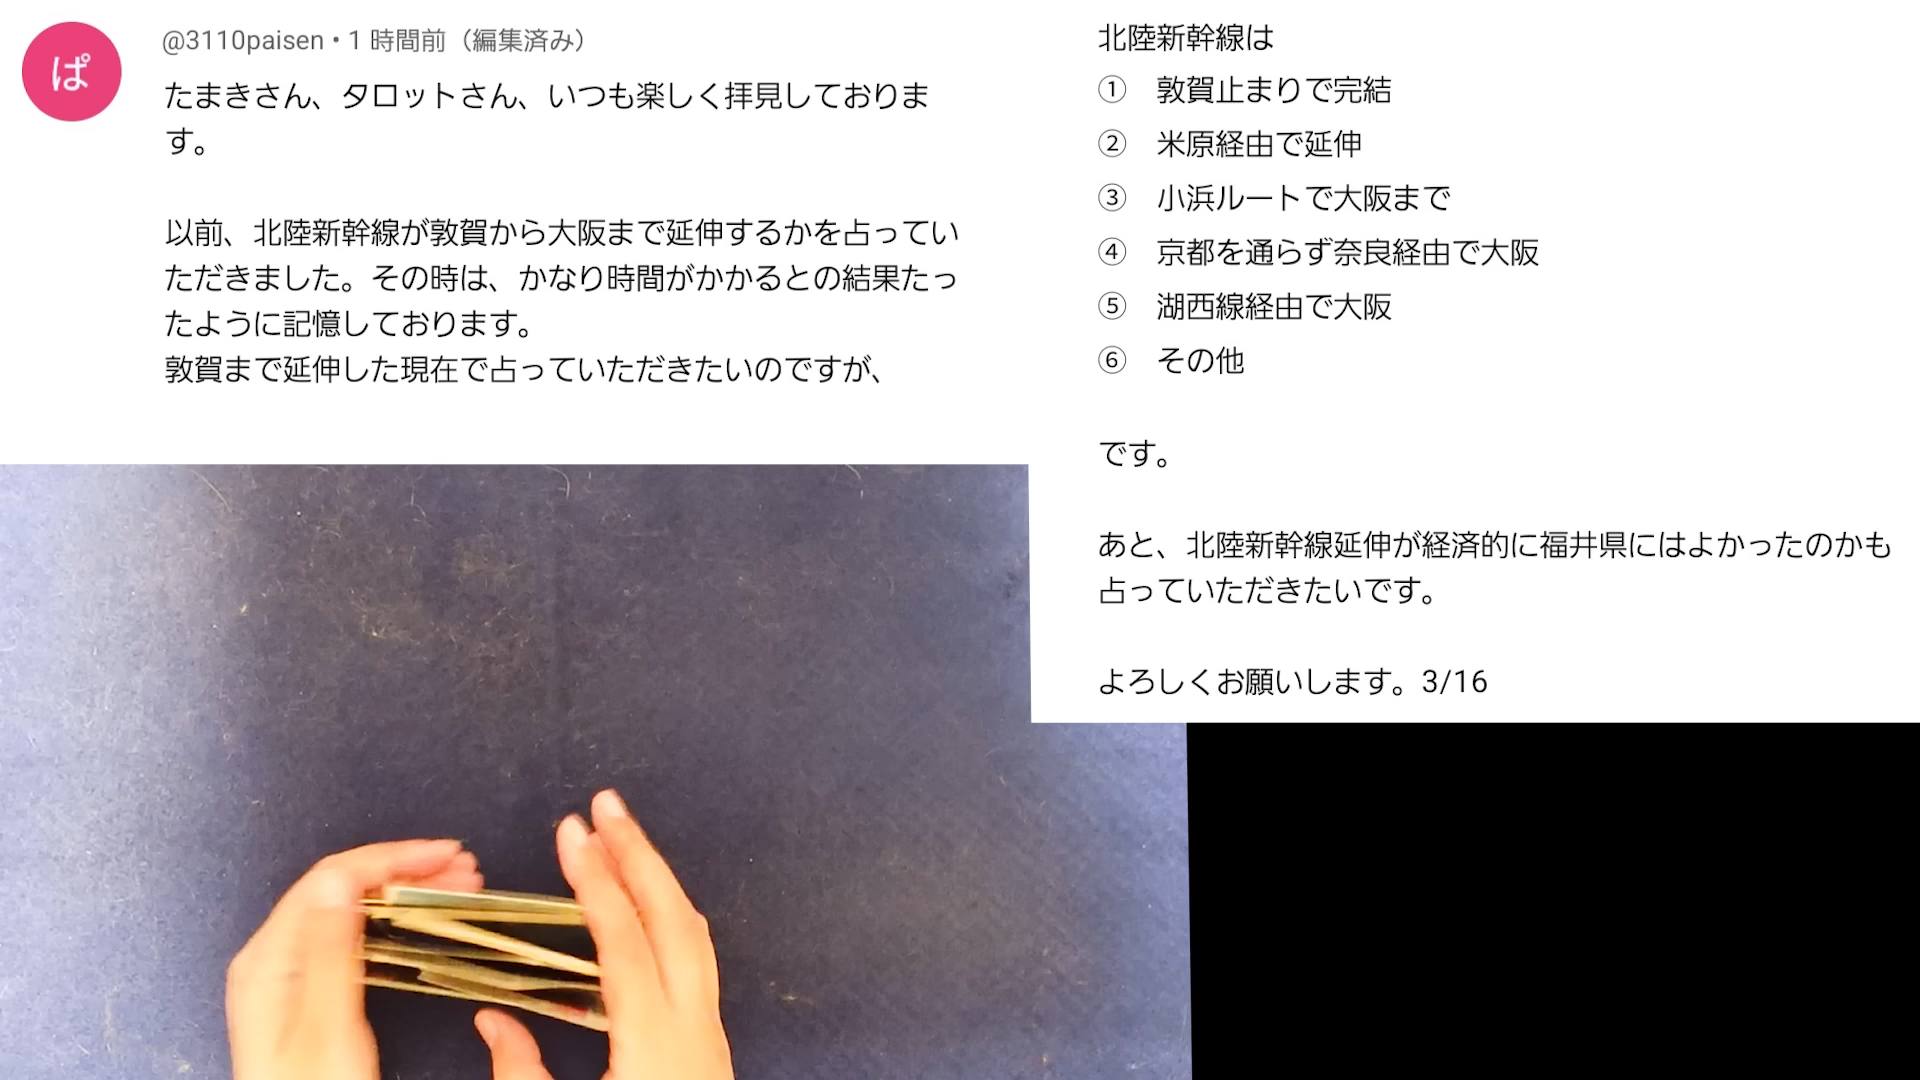 ぱ
@3110paisen • 1 時間前（編集済み）
たまきさん、タロットさん、いつも楽しく拝見しておりま
す。
以前、北陸新幹線が敦賀から大阪まで延伸するかを占ってい
ただきました。その時は、かなり時間がかかるとの結果たっ
たように記憶しております。
敦賀まで延伸した現在で占っていただきたいのですが、
北陸新幹線は
① 敦賀止まりで完結
② 米原経由で延伸
③ 小浜ルートで大阪まで
④ 京都を通らず奈良経由で大阪
⑤ 湖西線経由で大阪
⑥ その他
です。
あと、北陸新幹線延伸が経済的に福井県にはよかったのかも
占っていただきたいです。
よろしくお願いします。3/16